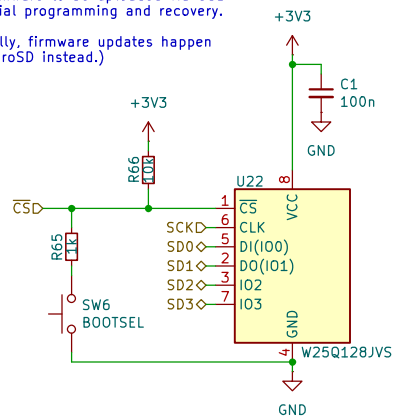 ial programming and recovery.
lly, firmware updates happen
roSD instead.)
+3V3
C1
100n
GND
+3V3
R66
10k
U22
8
VCC
CS
1
CS
6
CLK
SCK
5
DI(IO0)
SD0
2
DO(IO1)
SD1
3
IO2
SD2
7
IO3
SD3
R65
1k
SW6
BOOTSEL
GND
4
W25Q128JVS
GND